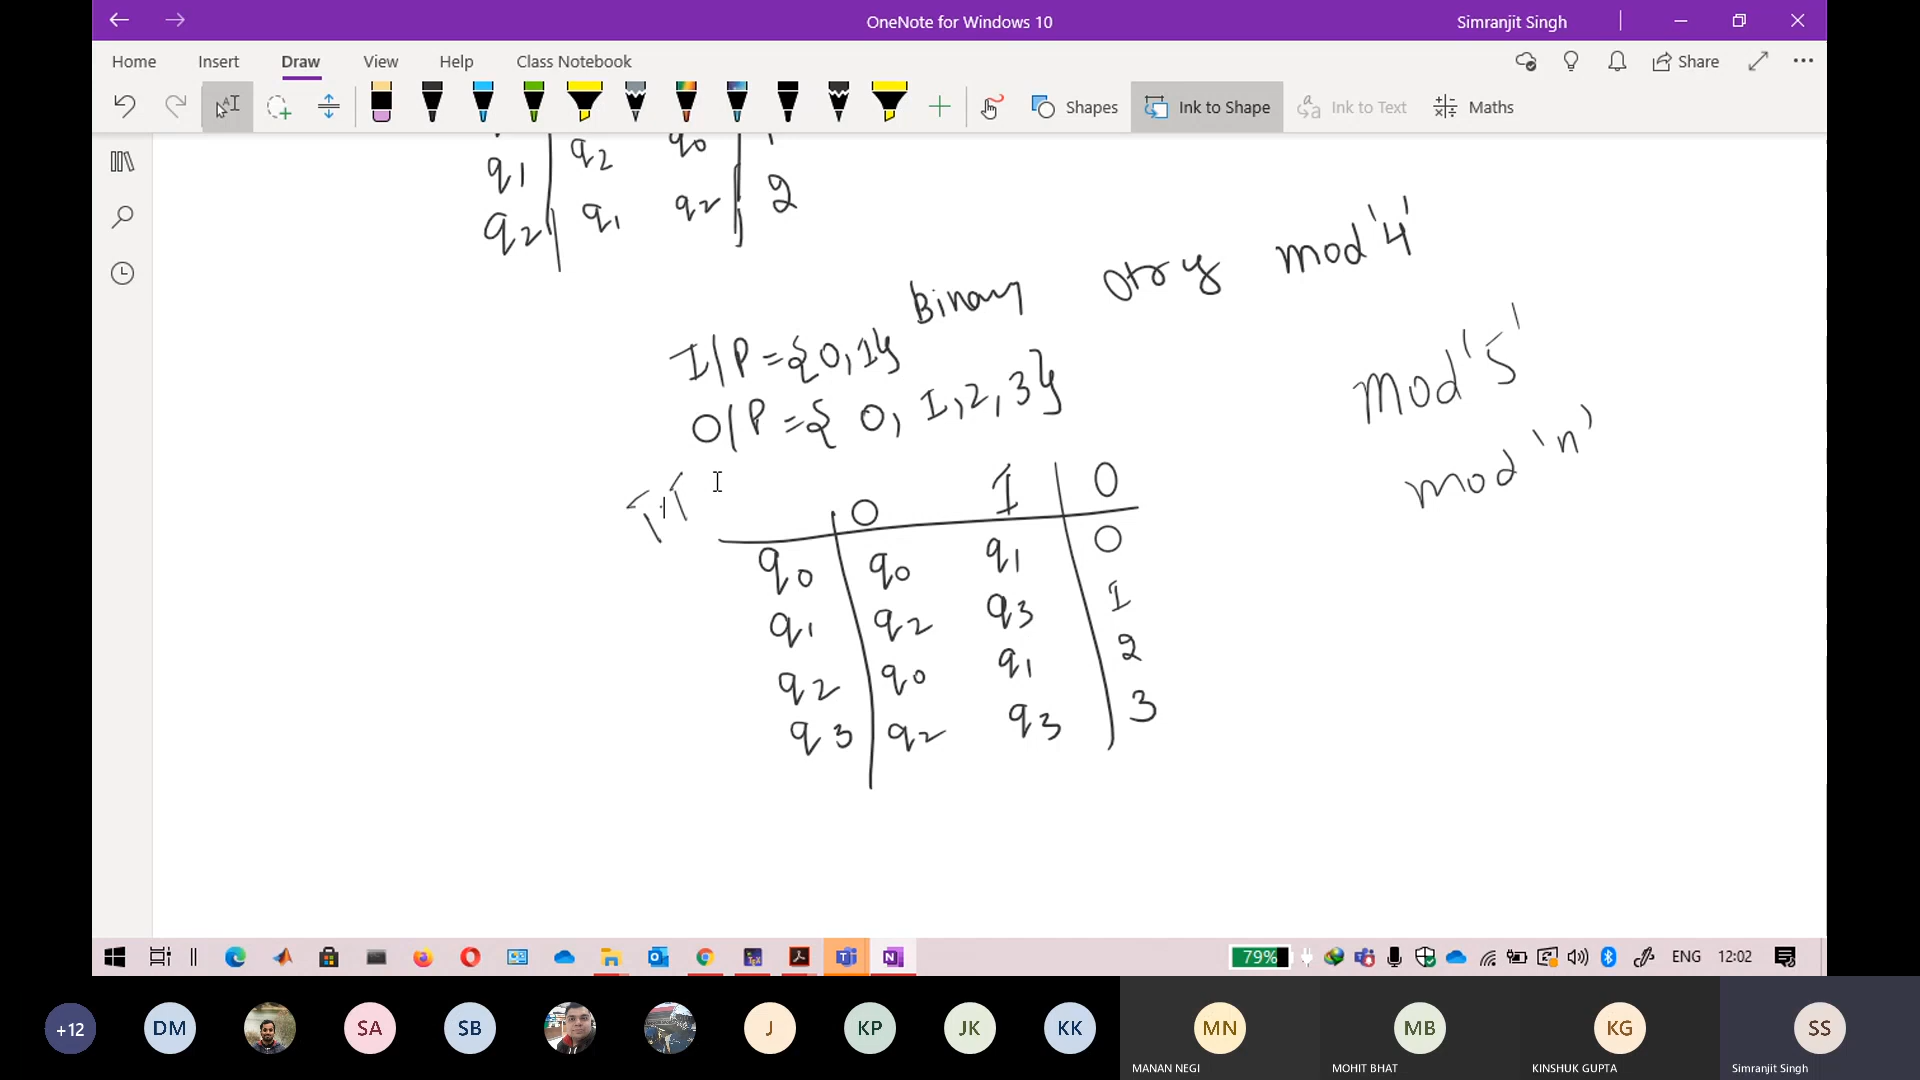 OneNote for Windows 10
Simranjit Singh
Home Insert Draw View Help Class Notebook
Share
Shapes Ink to Shape Ink to Text Maths
q1 | q2 q0 | 1
q2 | q1 q2 | 2
Binary mod '4'
I/P = {0, 1}
O/P = { 0, 1, 2, 3}
mod '5'
mod 'n'
0 1 | 0
q0 | q0 q1 | 0
q1 | q2 q3 | 1
q2 | q0 q1 | 2
q3 | q2 q3 | 3
79%
ENG 12:02
+12 DM SA SB J KP JK KK MN MB KG SS
MANAN NEGI MOHIT BHAT KINSHUK GUPTA Simranjit Singh